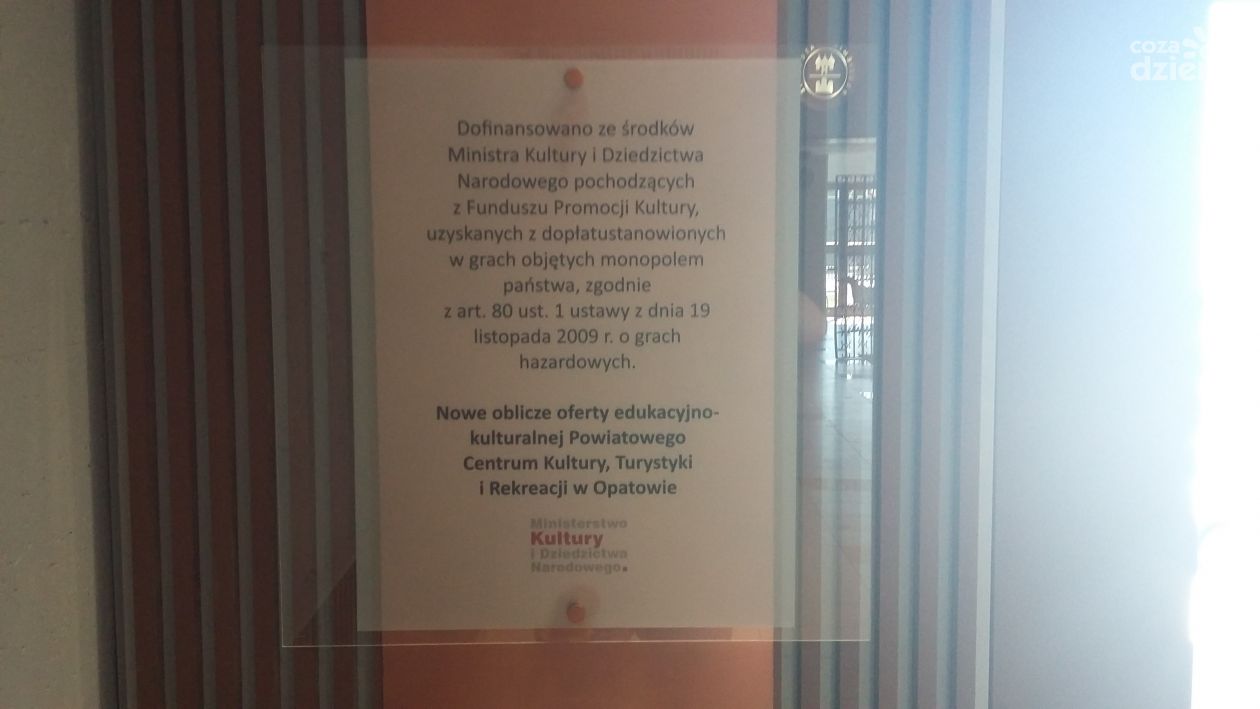 coza
Dofinansowano ze środków
Ministra Kultury i Dziedzictwa
Narodowego pochodzących
z Funduszu Promocji Kultury,
uzyskanych z dopłatustanowionych
w grach objętych monopolem
państwa, zgodnie
z art. 80 ust. 1 ustawy z dnia 19
listopada 2009 r. o grach
hazardowych.
Nowe oblicze oferty edukacyjno-
kulturalnej Powiatowego
Centrum Kultury, Turystyki
i Rekreacji w Opatowie
Ministerstwo
Kultury
i Dziedzictwa
Narodowego.